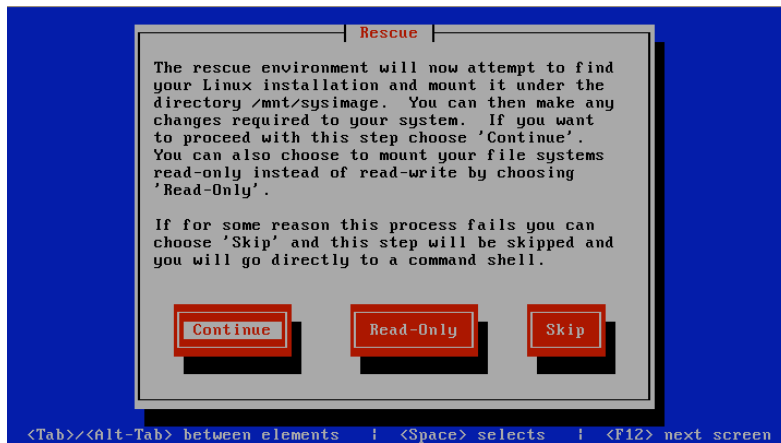 Rescue
The rescue environment will now attempt to find
your Linux installation and mount it under the
directory /mnt/sysimage.  You can then make any
changes required to your system.  If you want
to proceed with this step choose 'Continue'.
You can also choose to mount your file systems
read-only instead of read-write by choosing
'Read-Only'.
If for some reason this process fails you can
choose 'Skip' and this step will be skipped and
you will go directly to a command shell.
Continue Read-Only Skip
<Tab>/<Alt-Tab> between elements | <Space> selects | <F12> next screen